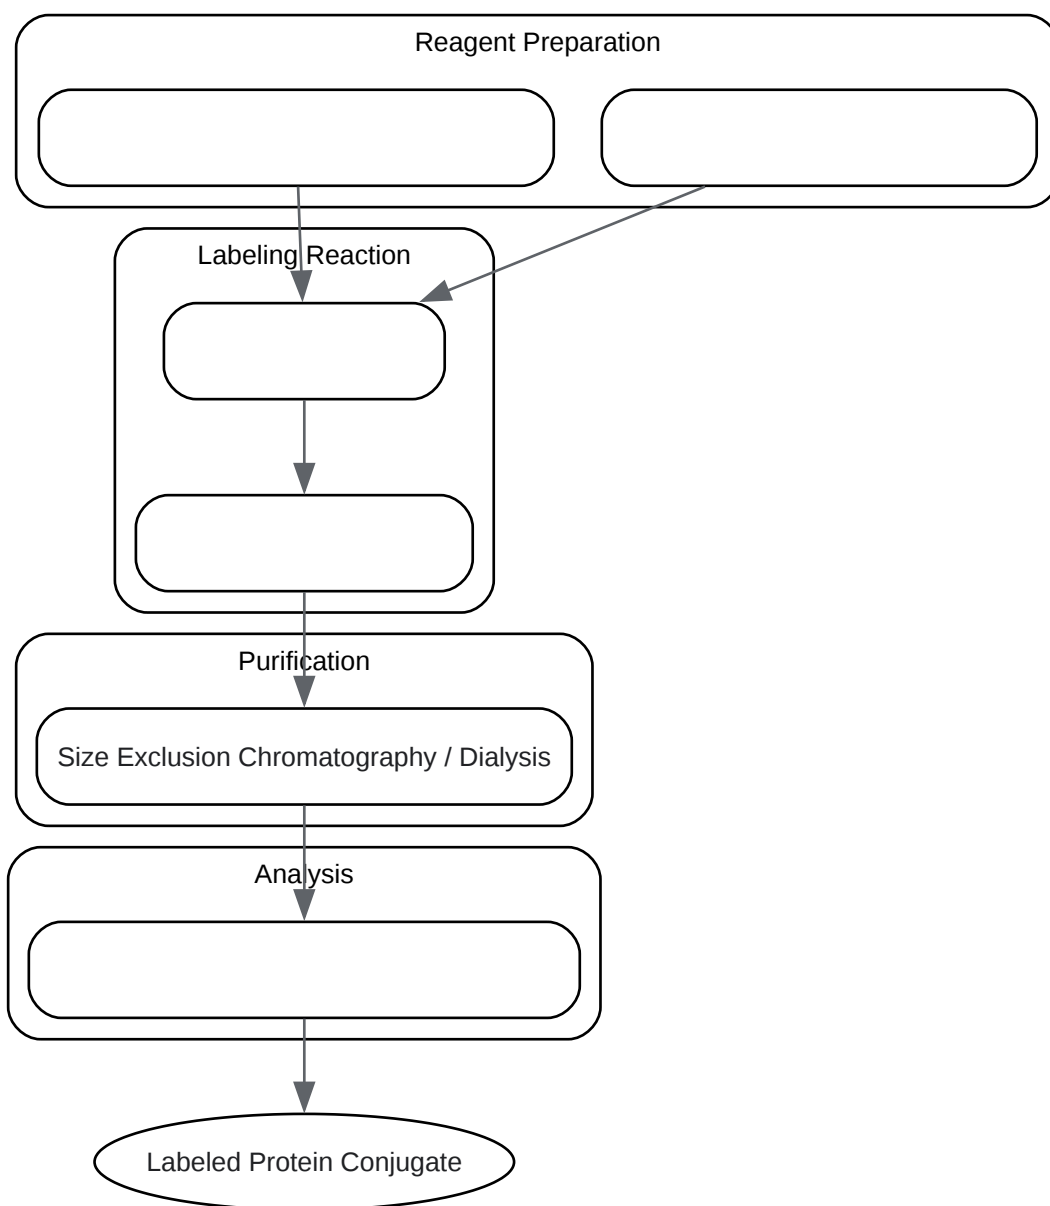 Reagent Preparation
Labeling Reaction
Purification
Size Exclusion Chromatography / Dialysis
Analysis
Labeled Protein Conjugate